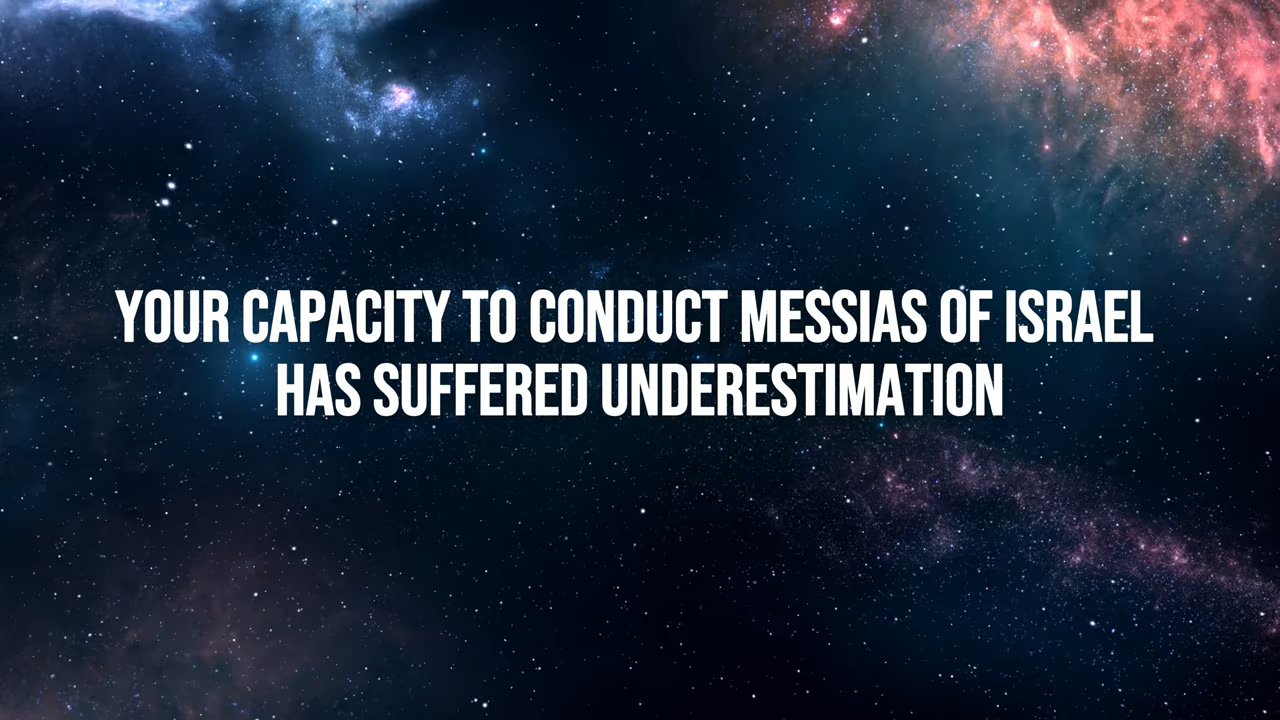 YOUR CAPACITY TO CONDUCT MESSIAS OF ISRAEL
HAS SUFFERED UNDERESTIMATION